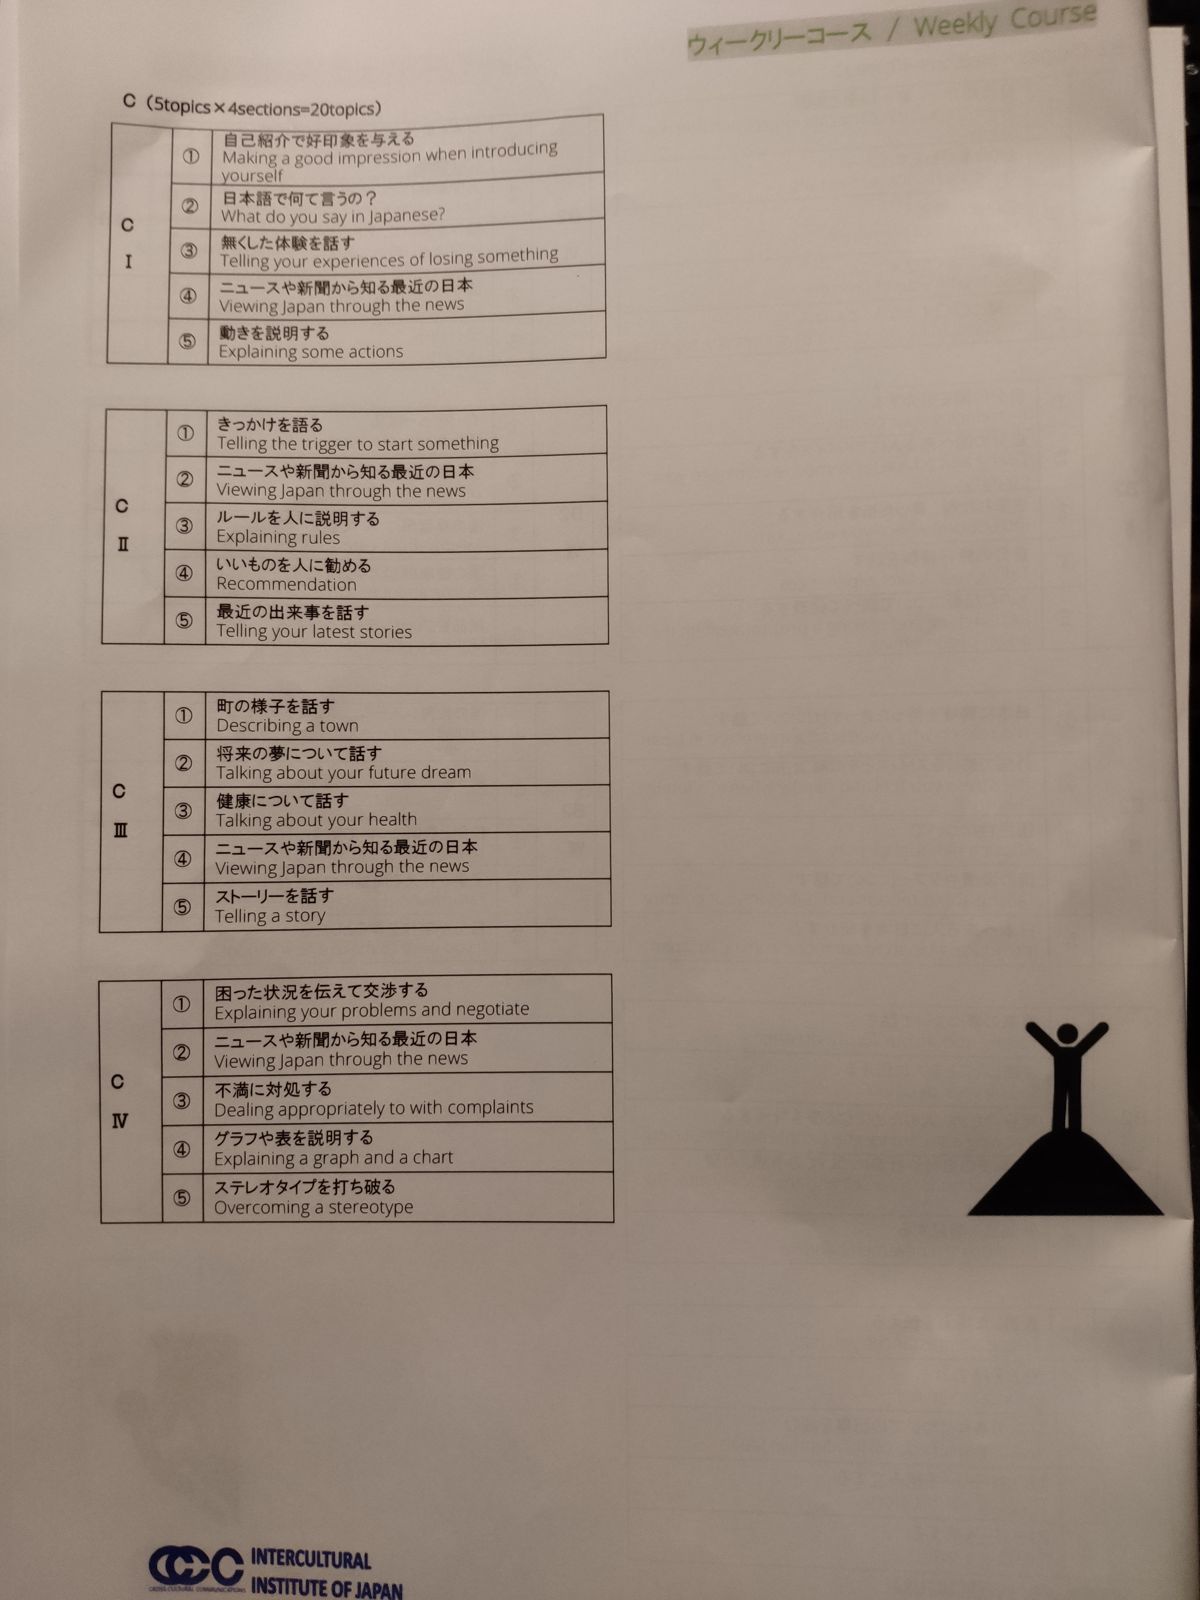 ウィークリーコース / Weekly Course
C（5topics×4sections=20topics）
C
Ⅰ
① 自己紹介で好印象を与える
Making a good impression when introducing
yourself
② 日本語で何て言うの？
What do you say in Japanese?
③ 無くした体験を話す
Telling your experiences of losing something
④ ニュースや新聞から知る最近の日本
Viewing Japan through the news
⑤ 動きを説明する
Explaining some actions
C
Ⅱ
① きっかけを語る
Telling the trigger to start something
② ニュースや新聞から知る最近の日本
Viewing Japan through the news
③ ルールを人に説明する
Explaining rules
④ いいものを人に勧める
Recommendation
⑤ 最近の出来事を話す
Telling your latest stories
C
Ⅲ
① 町の様子を話す
Describing a town
② 将来の夢について話す
Talking about your future dream
③ 健康について話す
Talking about your health
④ ニュースや新聞から知る最近の日本
Viewing Japan through the news
⑤ ストーリーを話す
Telling a story
C
Ⅳ
① 困った状況を伝えて交渉する
Explaining your problems and negotiate
② ニュースや新聞から知る最近の日本
Viewing Japan through the news
③ 不満に対処する
Dealing appropriately to with complaints
④ グラフや表を説明する
Explaining a graph and a chart
⑤ ステレオタイプを打ち破る
Overcoming a stereotype
CCC
CROSS CULTURAL COMMUNICATIONS
INTERCULTURAL
INSTITUTE OF JAPAN